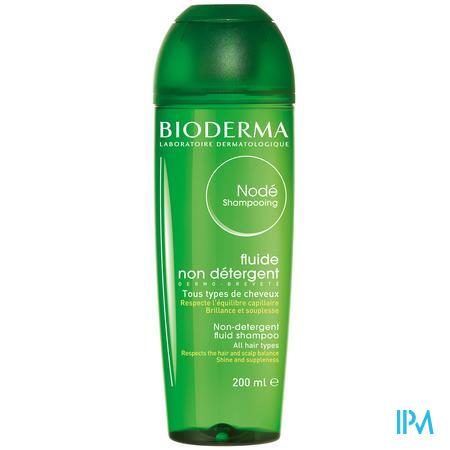 BIODERMA
LABORATOIRE DERMATOLOGIQUE
Nodé
Shampooing
fluide
non détergent
DERMO-BREVETÉ
Tous types de cheveux
Respecte l'équilibre capillaire
Brillance et souplesse
Non-detergent
fluid shampoo
All hair types
Respects the hair and scalp balance
Shine and suppleness
200 ml e
IPM